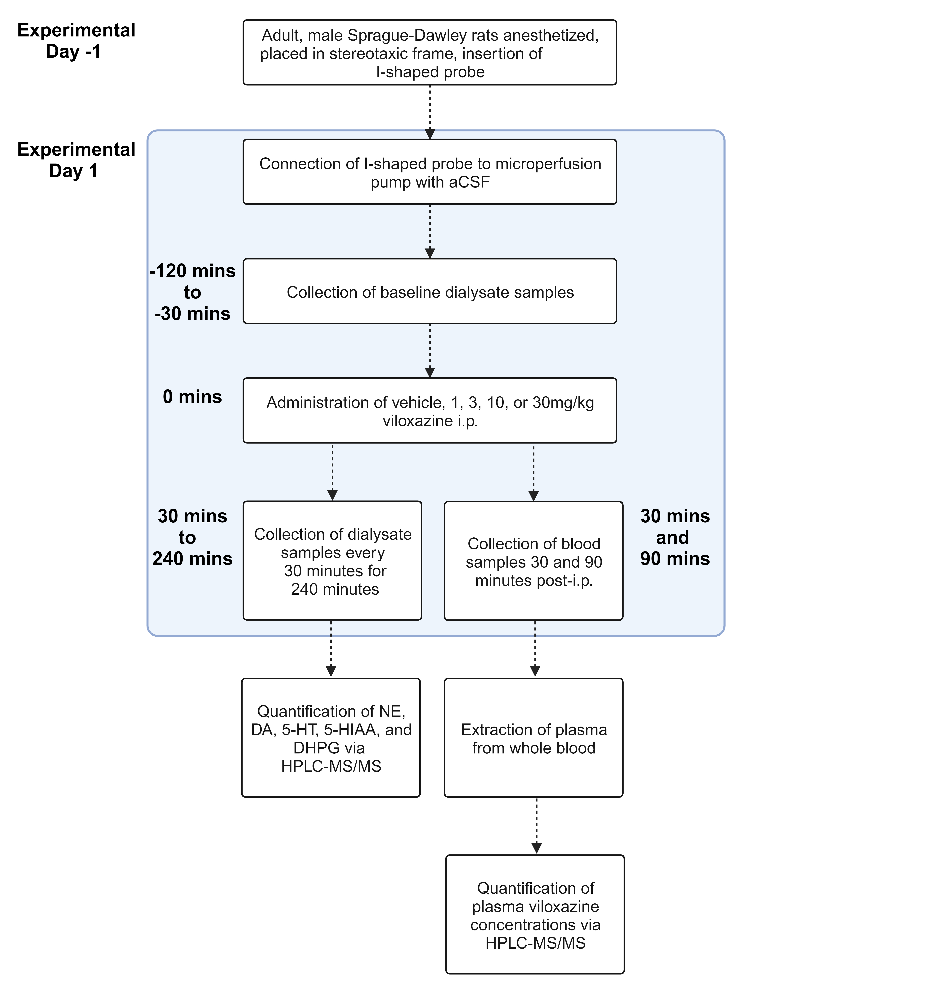 Experimental
Day -1
Adult, male Sprague-Dawley rats anesthetized,
placed in stereotaxic frame, insertion of
I-shaped probe
Experimental
Day 1
Connection of I-shaped probe to microperfusion
pump with aCSF
-120 mins
to
-30 mins
Collection of baseline dialysate samples
0 mins
Administration of vehicle, 1, 3, 10, or 30mg/kg
viloxazine i.p.
30 mins
to
240 mins
Collection of dialysate
samples every
30 minutes for
240 minutes
Collection of blood
samples 30 and 90
minutes post-i.p.
30 mins
and
90 mins
Quantification of NE,
DA, 5-HT, 5-HIAA, and
DHPG via
HPLC-MS/MS
Extraction of plasma
from whole blood
Quantification of
plasma viloxazine
concentrations via
HPLC-MS/MS